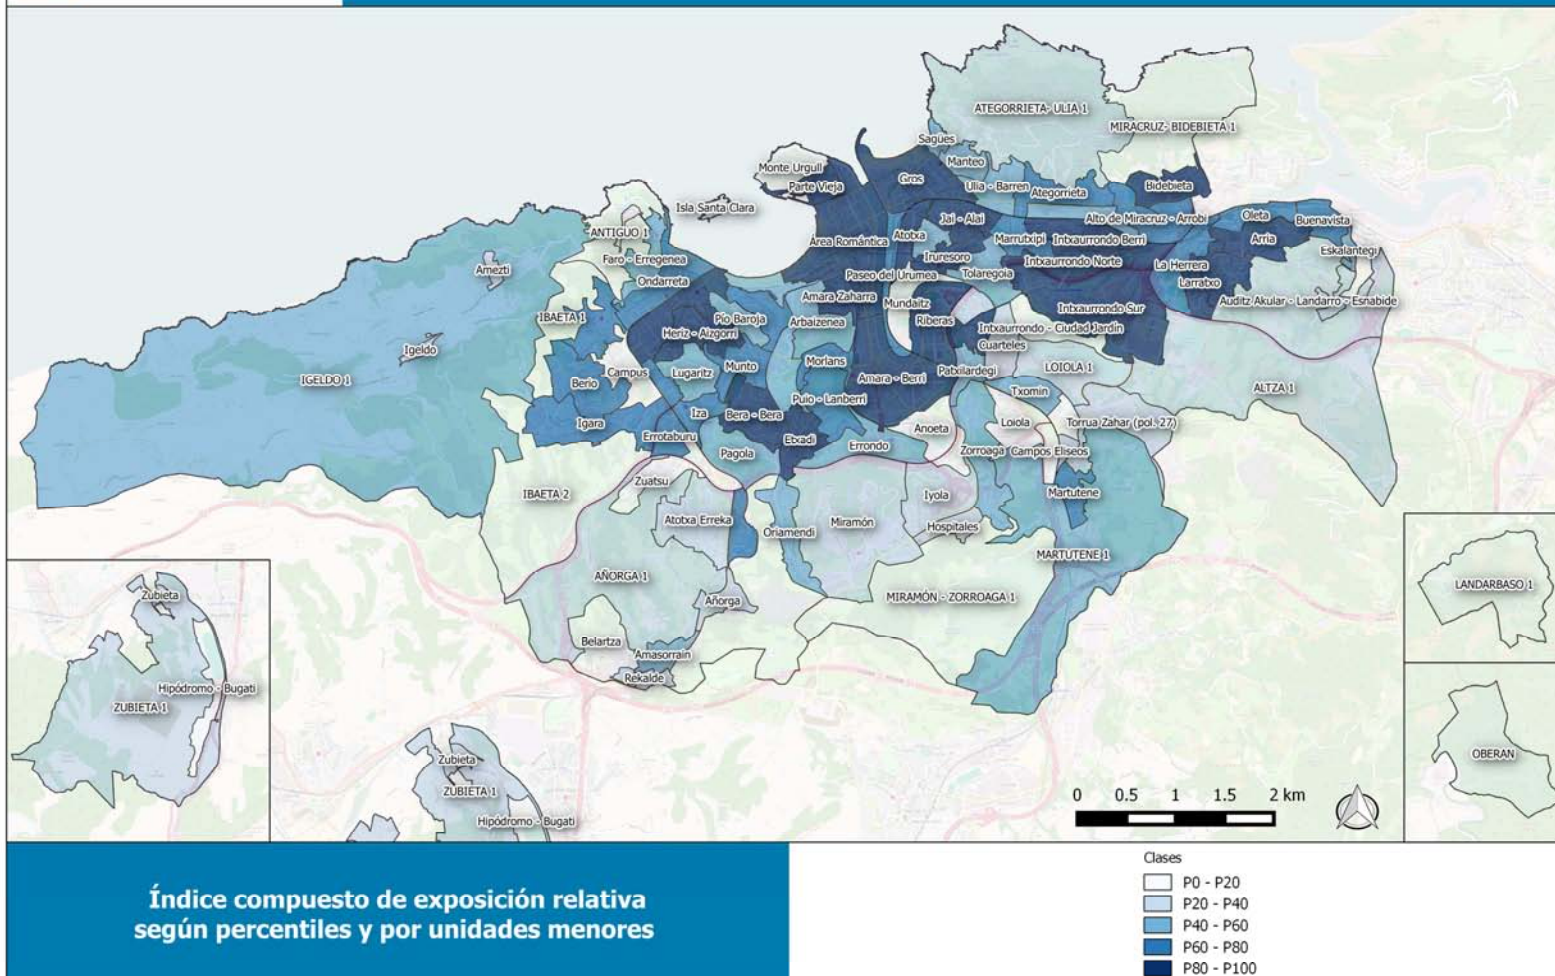 ATEGORRIETA- ULIA 1
MIRACRUZ- BIDEBIETA 1
Sagües
Manteo
Monte Urgull
Parte Vieja
Gros
Ulia - Barren
Ategorrieta
Bidebieta
Isla Santa Clara
Jai - Alai
Alto de Miracruz - Arrobi
Oleta
Buenavista
ANTIGUO 1
Área Romántica
Atotxa
Marrutxipi
Intxaurrondo Berri
Arria
Eskalantegi
Faro - Erregenea
Iruresoro
Intxaurrondo Norte
La Herrera
Amezti
Ondarreta
Paseo del Urumea
Tolaregoia
Larratxo
Amara Zaharra
Mundaitz
Auditz Akular - Landarro - Esnabide
IBAETA 1
Pío Baroja
Arbaizenea
Riberas
Intxaurrondo Sur
Heriz - Aizgorri
Intxaurrondo - Ciudad Jardín
Igeldo
Cuarteles
IGELDO 1
Campus
Lugaritz
Munto
Morlans
Patxilardegi
LOIOLA 1
Berio
Amara - Berri
ALTZA 1
Txomin
Puio - Lanberri
Igara
Iza
Bera - Bera
Anoeta
Loiola
Torrua Zahar (pol. 27)
Errotaburu
Etxadi
Errondo
Pagola
Zorroaga
Campos Elíseos
IBAETA 2
Zuatsu
Iyola
Martutene
Atotxa Erreka
Oriamendi
Miramón
Hospitales
MARTUTENE 1
AÑORGA 1
Añorga
MIRAMÓN - ZORROAGA 1
Belartza
Amasorrain
Rekalde
Zubieta
Hipódromo - Bugati
ZUBIETA 1
Zubieta
ZUBIETA 1
Hipódromo - Bugati
LANDARBASO 1
OBERAN
0 0.5 1 1.5 2 km
Índice compuesto de exposición relativa
según percentiles y por unidades menores
Clases
P0 - P20
P20 - P40
P40 - P60
P60 - P80
P80 - P100